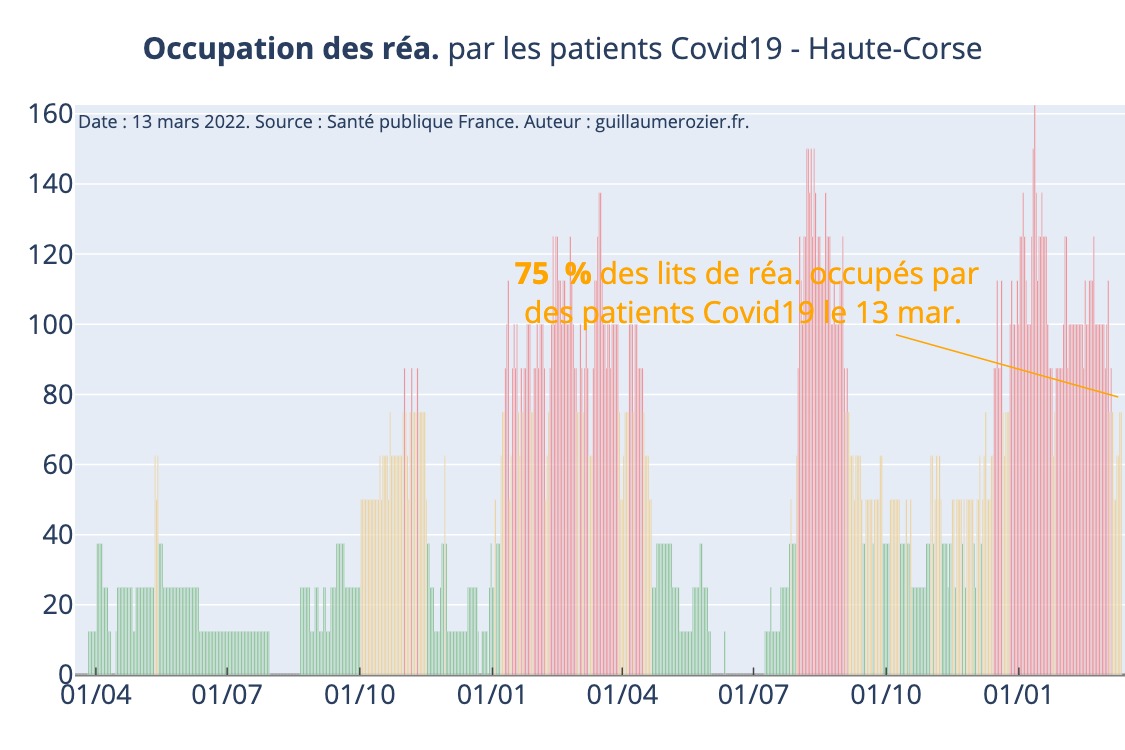 Occupation des réa. par les patients Covid19 - Haute-Corse
160
Date : 13 mars 2022. Source : Santé publique France. Auteur : guillaumerozier.fr.
140
120
75 % des lits de réa. occupés par
des patients Covid19 le 13 mar.
100
80
60
40
20
0
01/04 01/07 01/10 01/01 01/04 01/07 01/10 01/01